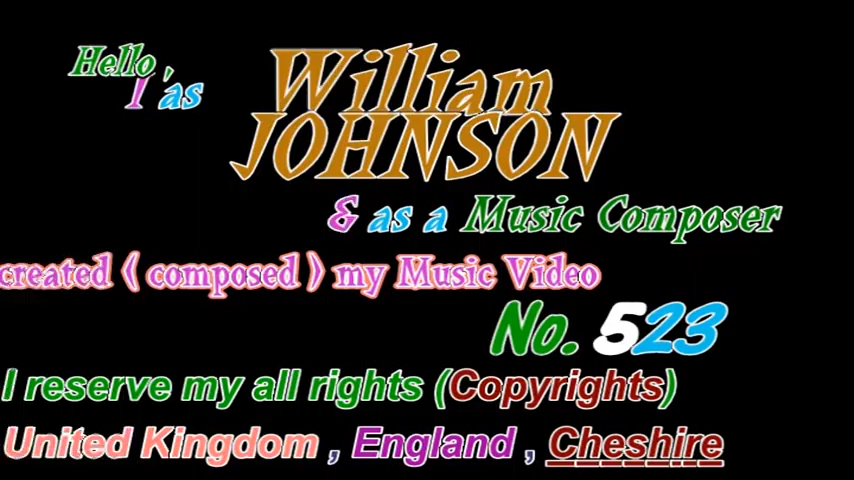 Hello ,
I 'as
William
JOHNSON
& as a Music Composer
created ( composed ) my Music Video
No. 523
I reserve my all rights (Copyrights)
United Kingdom , England , Cheshire